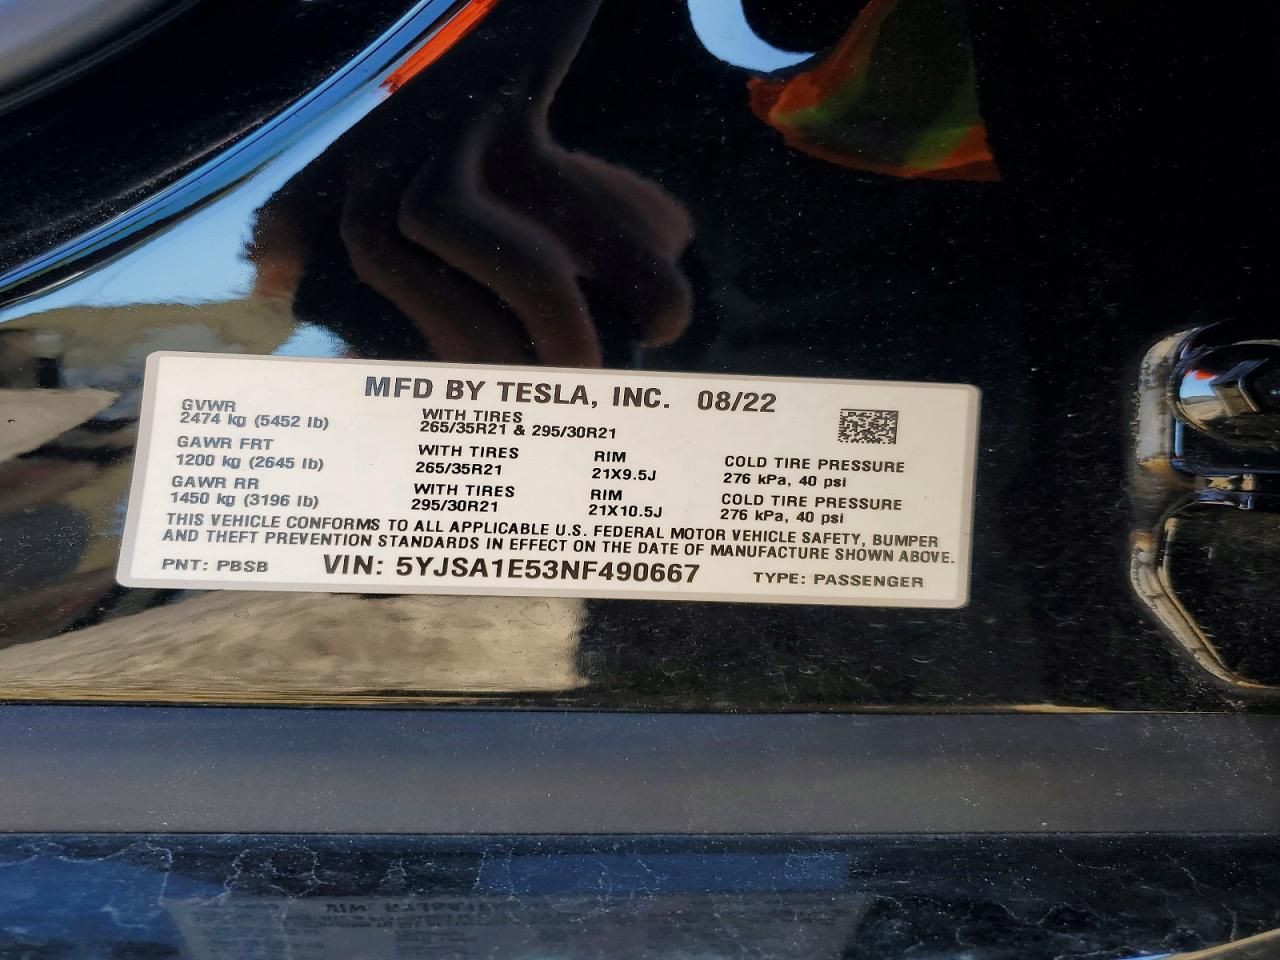 MFD BY TESLA, INC. 08/22
GVWR
2474 kg (5452 lb)
WITH TIRES
265/35R21 & 295/30R21
GAWR FRT
1200 kg (2645 lb)
WITH TIRES
265/35R21
RIM
21X9.5J
COLD TIRE PRESSURE
276 kPa, 40 psi
GAWR RR
1450 kg (3196 lb)
WITH TIRES
295/30R21
RIM
21X10.5J
COLD TIRE PRESSURE
276 kPa, 40 psi
THIS VEHICLE CONFORMS TO ALL APPLICABLE U.S. FEDERAL MOTOR VEHICLE SAFETY, BUMPER
AND THEFT PREVENTION STANDARDS IN EFFECT ON THE DATE OF MANUFACTURE SHOWN ABOVE.
PNT: PBSB VIN: 5YJSA1E53NF490667 TYPE: PASSENGER